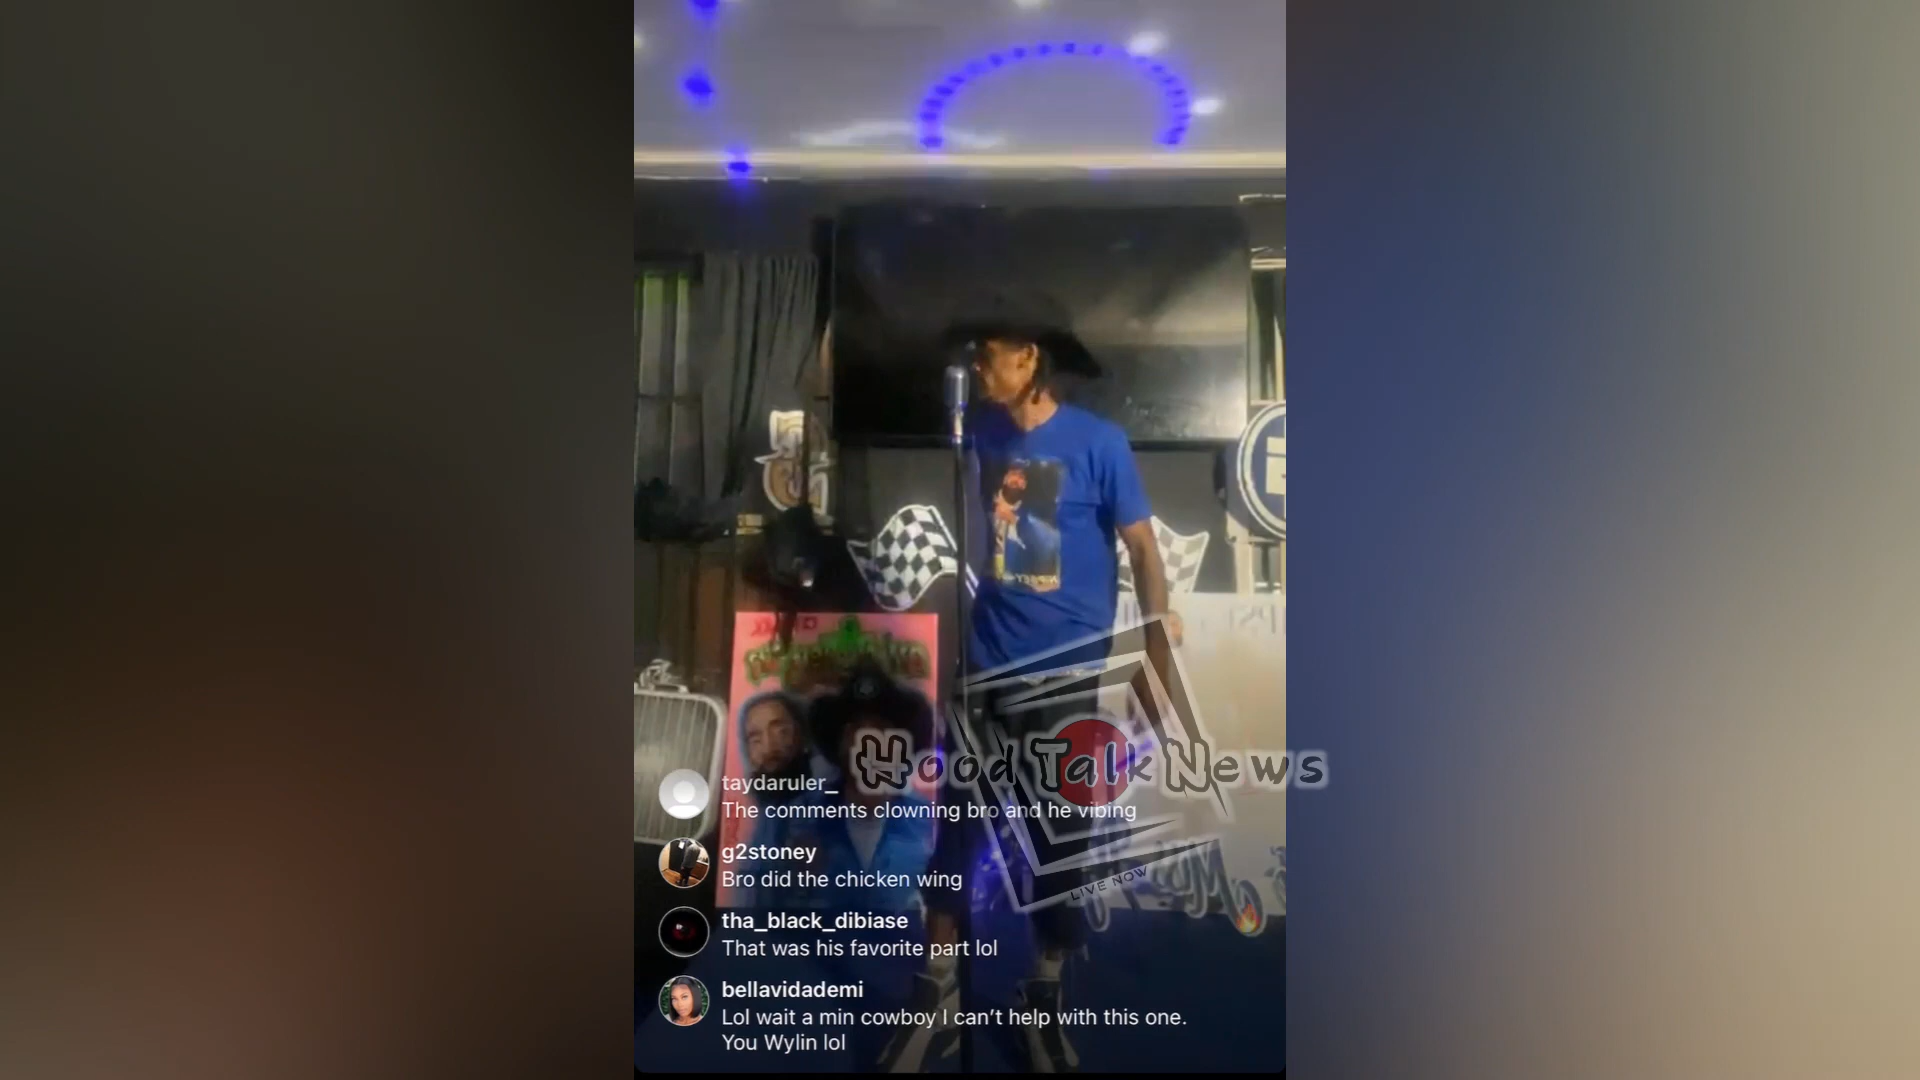 Hood Talk News
LIVE NOW
taydaruler_
The comments clowning bro and he vibing
g2stoney
Bro did the chicken wing
tha_black_dibiase
That was his favorite part lol
bellavidademi
Lol wait a min cowboy I can’t help with this one.
You Wylin lol